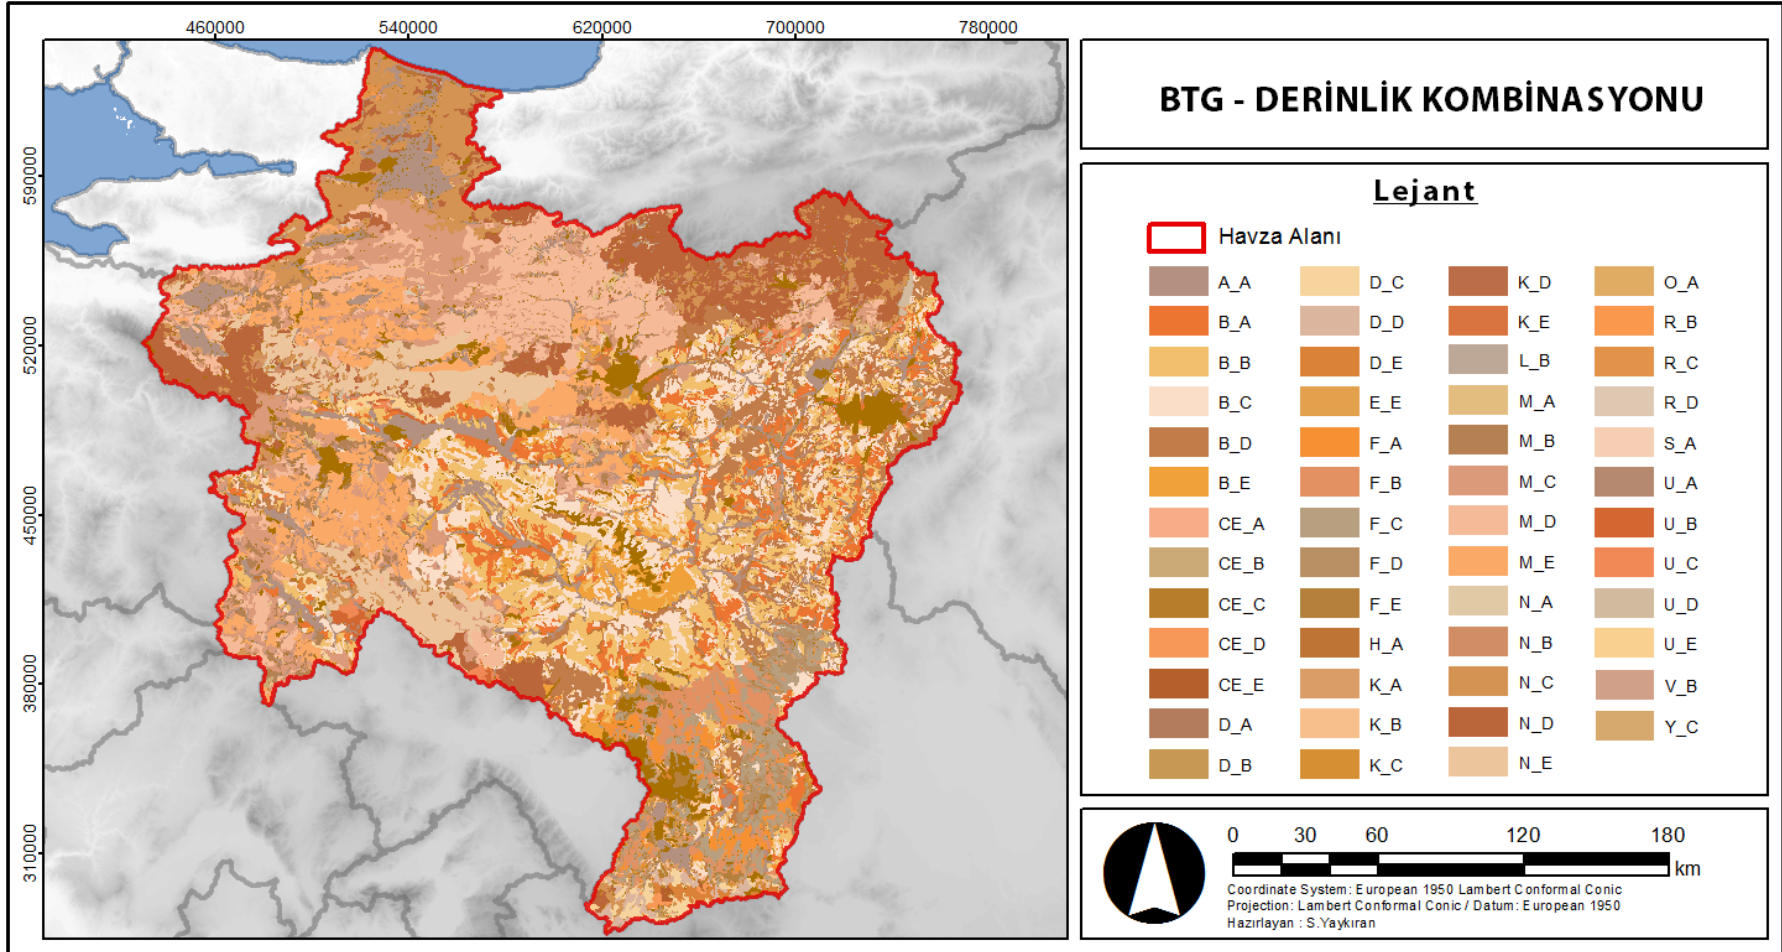 460000 540000 620000 700000 780000
590000
520000
450000
380000
310000
BTG - DERİNLİK KOMBİNASYONU
Lejant
Havza Alanı
A_A D_C K_D O_A
B_A D_D K_E R_B
B_B D_E L_B R_C
B_C E_E M_A R_D
B_D F_A M_B S_A
B_E F_B M_C U_A
CE_A F_C M_D U_B
CE_B F_D M_E U_C
CE_C F_E N_A U_D
CE_D H_A N_B U_E
CE_E K_A N_C V_B
D_A K_B N_D Y_C
D_B K_C N_E
0 30 60 120 180
km
Coordinate System: European 1950 Lambert Conformal Conic
Projection: Lambert Conformal Conic / Datum: European 1950
Hazırlayan : S.Yaykıran